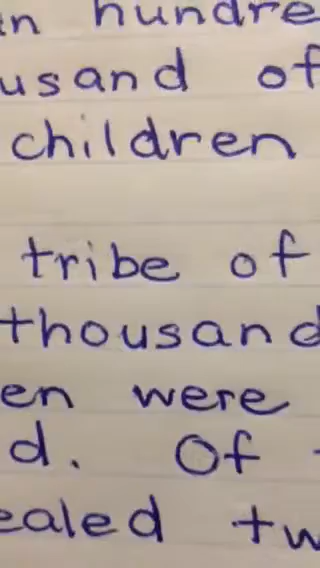 n hundre
usand of
children
tribe of
thousand
en were
d. Of
ealed tw